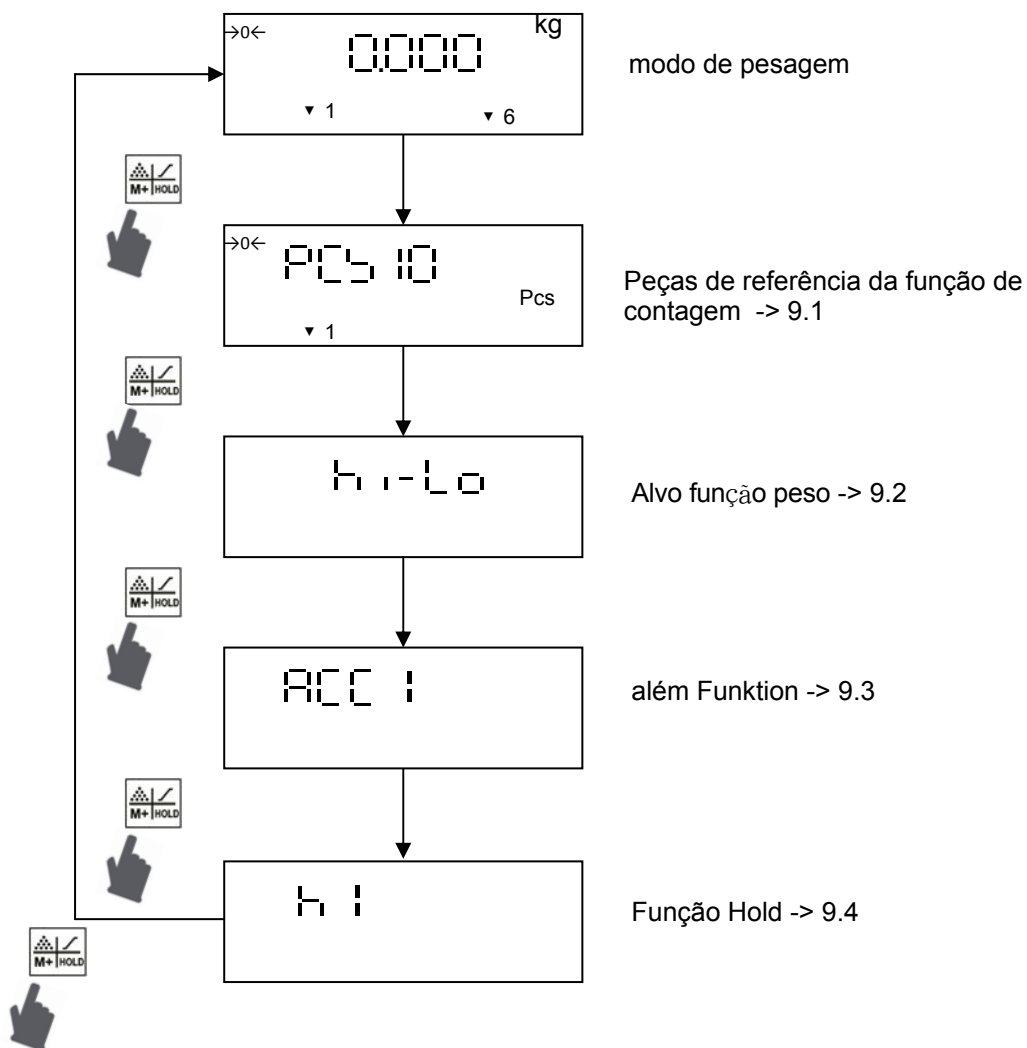 →0← kg
0.000
▼ 1 ▼ 6
modo de pesagem
M+ HOLD
→0← PCS 10
Pcs
▼ 1
Peças de referência da função de
contagem -> 9.1
M+ HOLD
hi-Lo
Alvo função peso -> 9.2
M+ HOLD
ACC 1
além Funktion -> 9.3
M+ HOLD
h 1
Função Hold -> 9.4
M+ HOLD